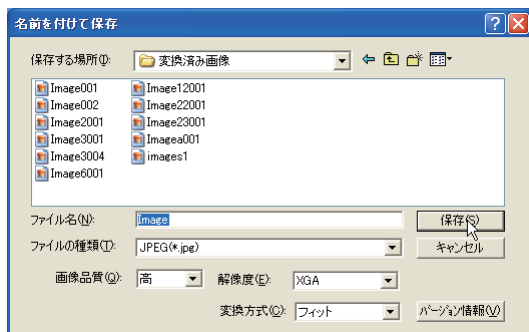 名前を付けて保存
保存する場所(I): 変換済み画像
Image001 Image12001
Image002 Image22001
Image2001 Image23001
Image3001 Imagea001
Image3004 images1
Image6001
ファイル名(N): Image 保存(S)
ファイルの種類(T): JPEG(*.jpg) キャンセル
画像品質(Q): 高 解像度(E): XGA
変換方式(C): フィット バージョン情報(V)